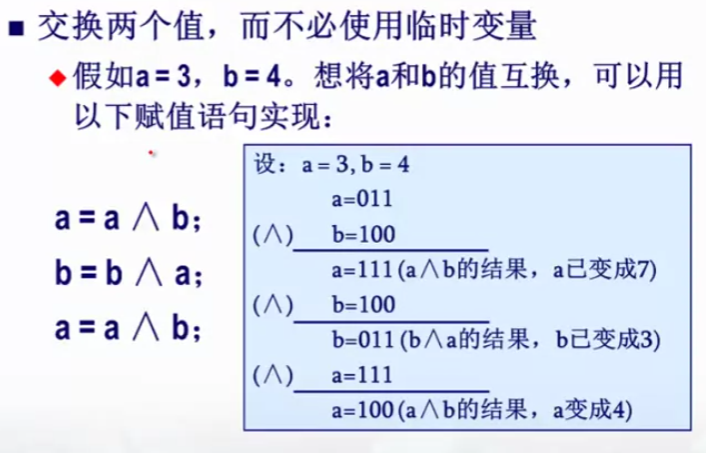 ■ 交换两个值，而不必使用临时变量
◆假如a=3，b=4。想将a和b的值互换，可以用
以下赋值语句实现：
a=a∧b；
b=b∧a；
a=a∧b；
设：a=3,b=4
a=011
(∧) b=100
a=111(a∧b的结果，a已变成7)
(∧) b=100
b=011(b∧a的结果，b已变成3)
(∧) a=111
a=100(a∧b的结果，a变成4)